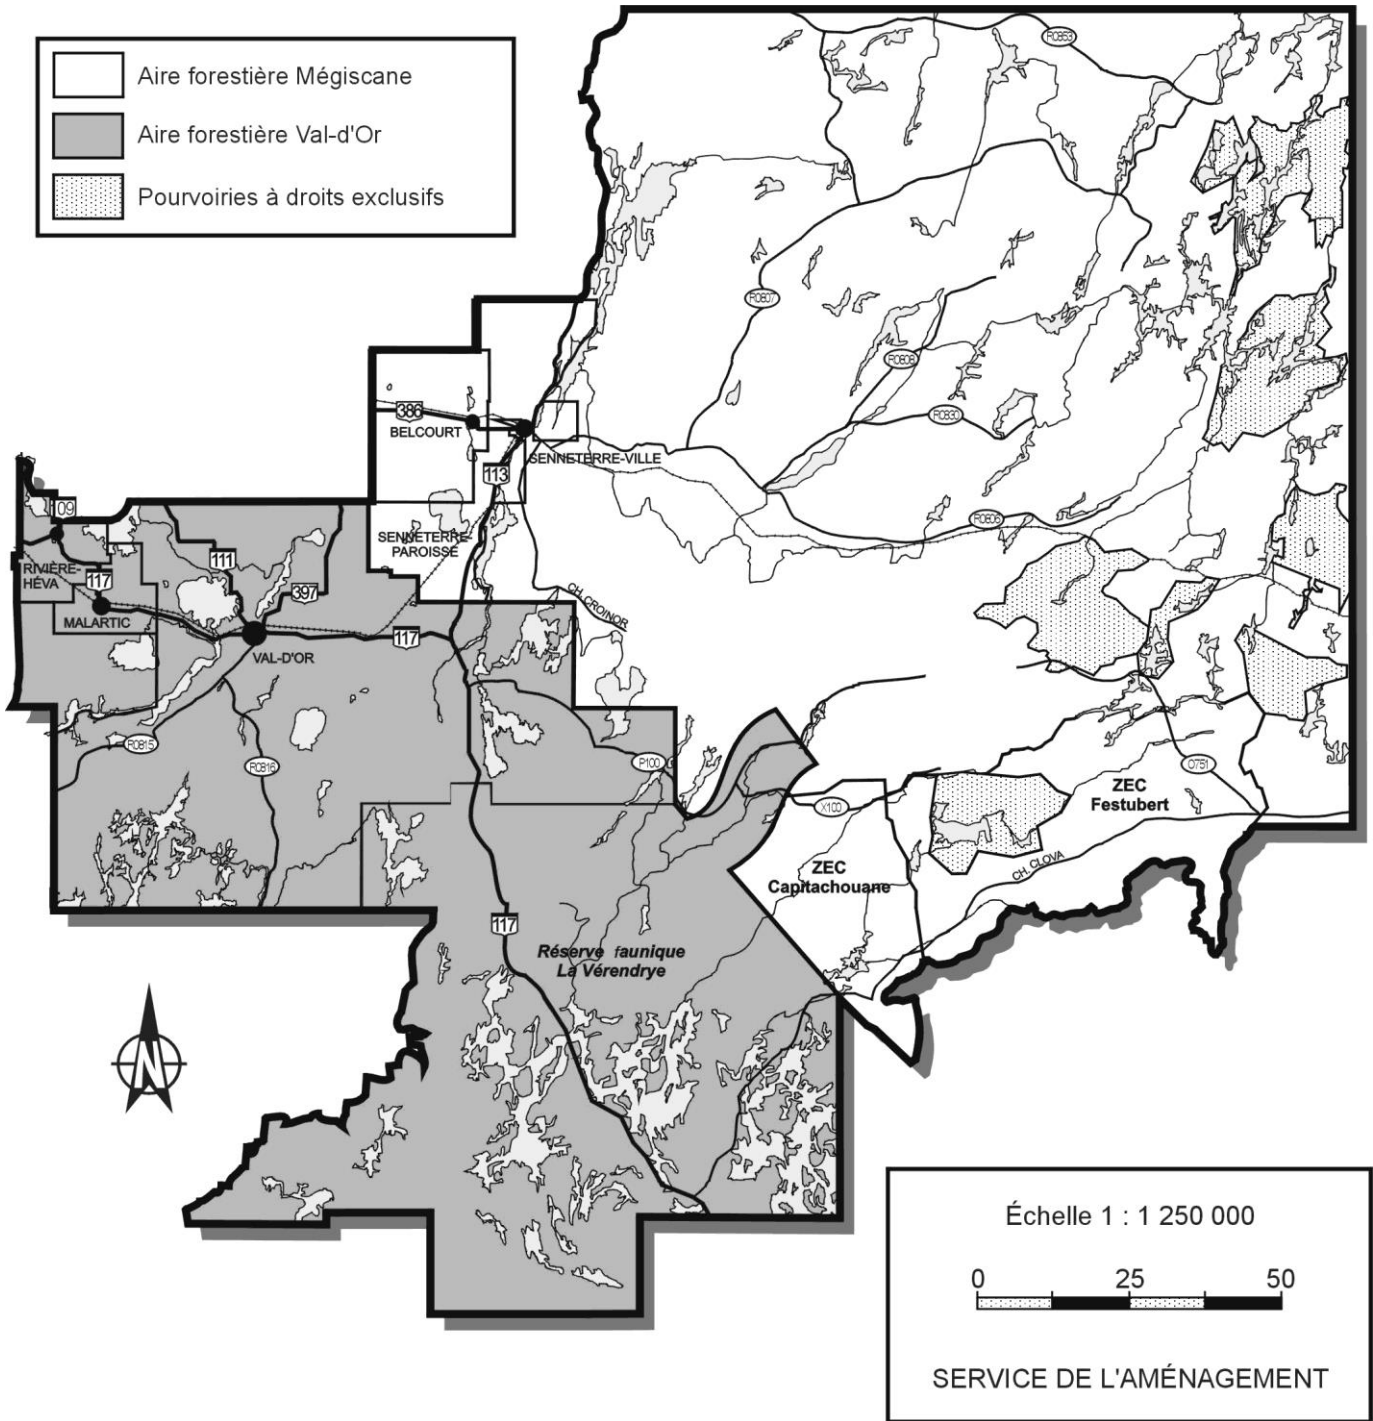 Aire forestière Mégiscane
Aire forestière Val-d'Or
Pourvoiries à droits exclusifs
R0853
R0807
R0808
386
BELCOURT
R0830
SENNETERRE-VILLE
113
109
R0806
SENNETERRE-
PAROISSE
111
RIVIÈRE-
HÉVA
117
397
CH. CROINOR
MALARTIC
117
VAL-D'OR
R0815
R0816
P100
O751
ZEC
Festubert
X100
CH. CLOVA
ZEC
Capitachouane
117
Réserve faunique
La Vérendrye
N
Échelle 1 : 1 250 000
0 25 50
SERVICE DE L'AMÉNAGEMENT